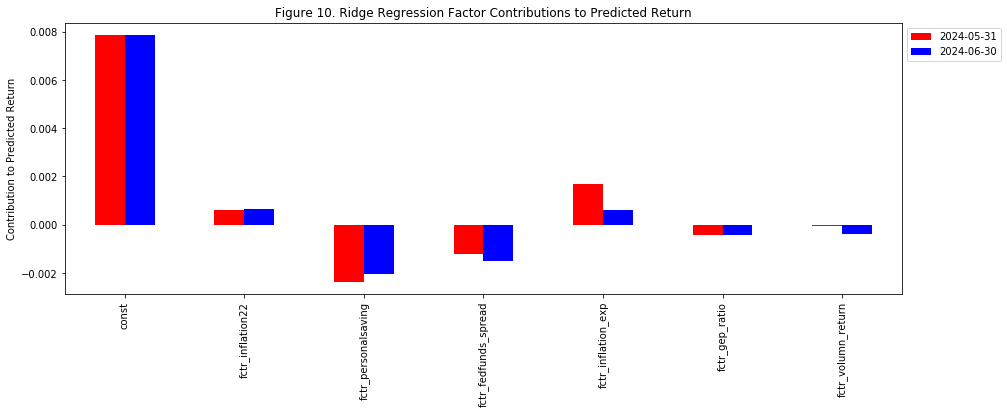 Figure 10. Ridge Regression Factor Contributions to Predicted Return
Contribution to Predicted Return
0.008
0.006
0.004
0.002
0.000
−0.002
2024-05-31
2024-06-30
const
fctr_inflation22
fctr_personalsaving
fctr_fedfunds_spread
fctr_inflation_exp
fctr_gep_ratio
fctr_volumn_return